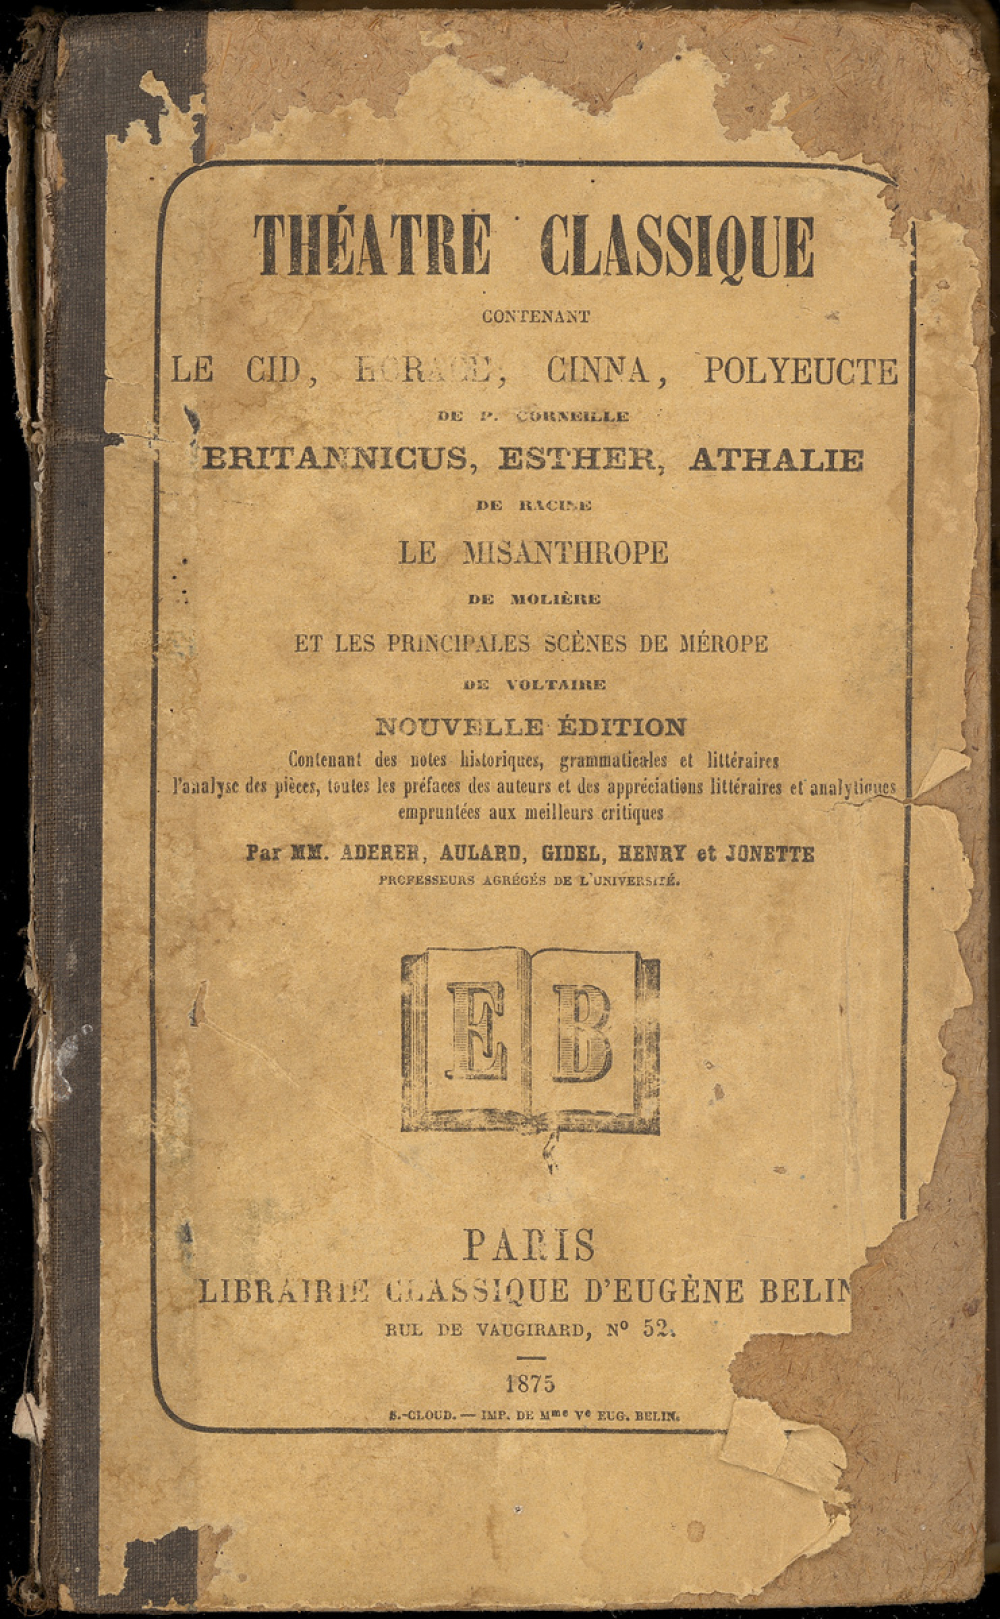 THÉATRE CLASSIQUE
CONTENANT
LE CID, HORACE, CINNA, POLYEUCTE
DE P. CORNEILLE
BRITANNICUS, ESTHER, ATHALIE
DE RACINE
LE MISANTHROPE
DE MOLIÈRE
ET LES PRINCIPALES SCÈNES DE MÉROPE
DE VOLTAIRE
NOUVELLE ÉDITION
Contenant des notes historiques, grammaticales et littéraires
l'analyse des pièces, toutes les préfaces des auteurs et des appréciations littéraires et analytiques
empruntées aux meilleurs critiques
Par MM. ADERER, AULARD, GIDEL, HENRY et JONETTE
PROFESSEURS AGRÉGÉS DE L'UNIVERSITÉ.
E B
PARIS
LIBRAIRIE CLASSIQUE D'EUGÈNE BELIN
RUE DE VAUGIRARD, Nº 52.
1875
S.-CLOUD. — IMP. DE Mme Ve EUG. BELIN.